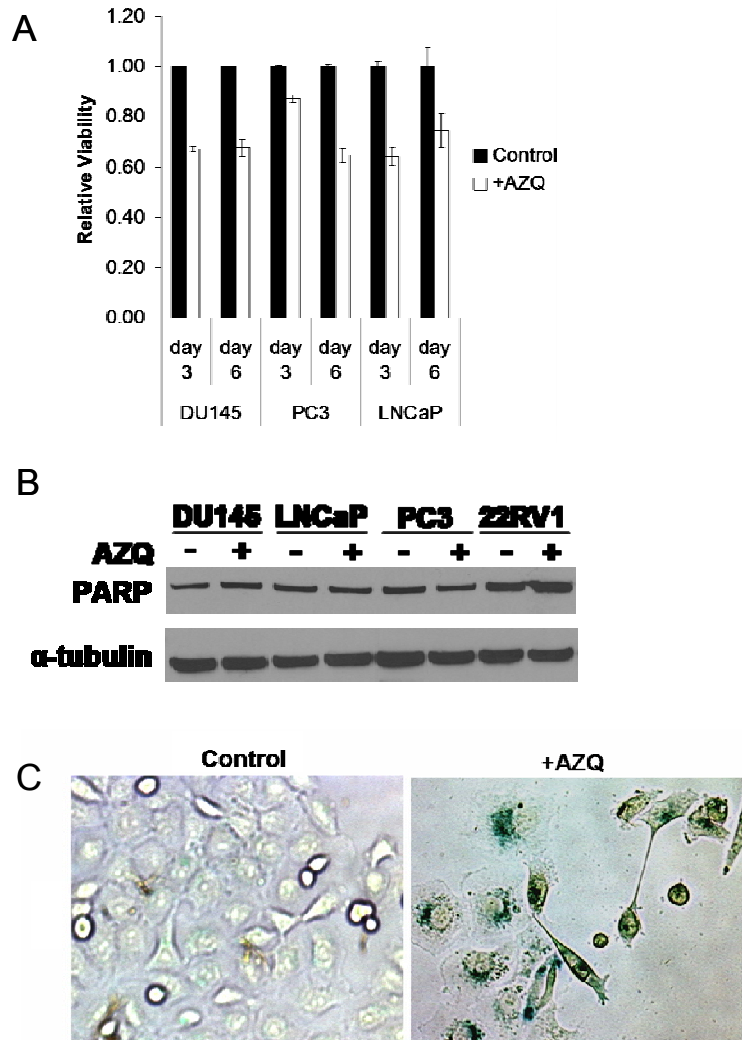 A
1.20
1.00
0.80
0.60
0.40
0.20
0.00
Relative Viability
Control
+AZQ
day 3
day 6
day 3
day 6
day 3
day 6
DU145
PC3
LNCaP
B
DU145 LNCaP PC3 22RV1
AZQ - + - + - + - +
PARP
α-tubulin
C
Control
+AZQ